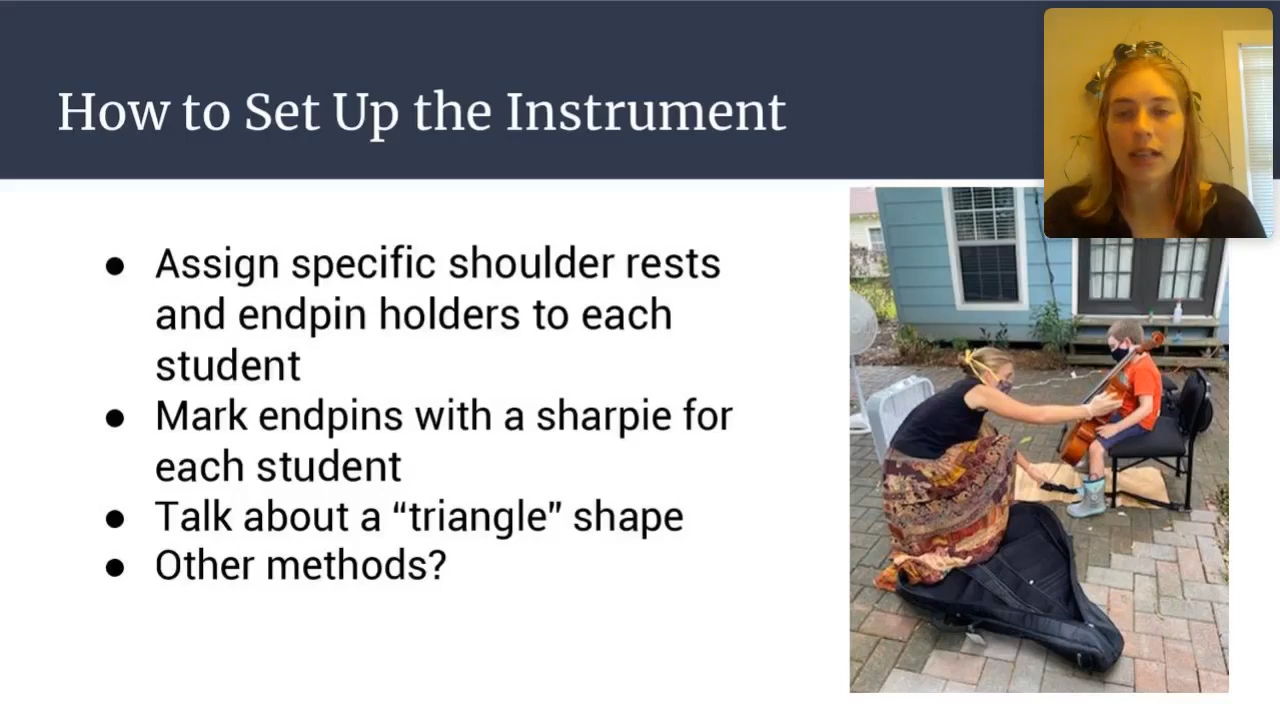 How to Set Up the Instrument
● Assign specific shoulder rests
and endpin holders to each
student
● Mark endpins with a sharpie for
each student
● Talk about a “triangle” shape
● Other methods?